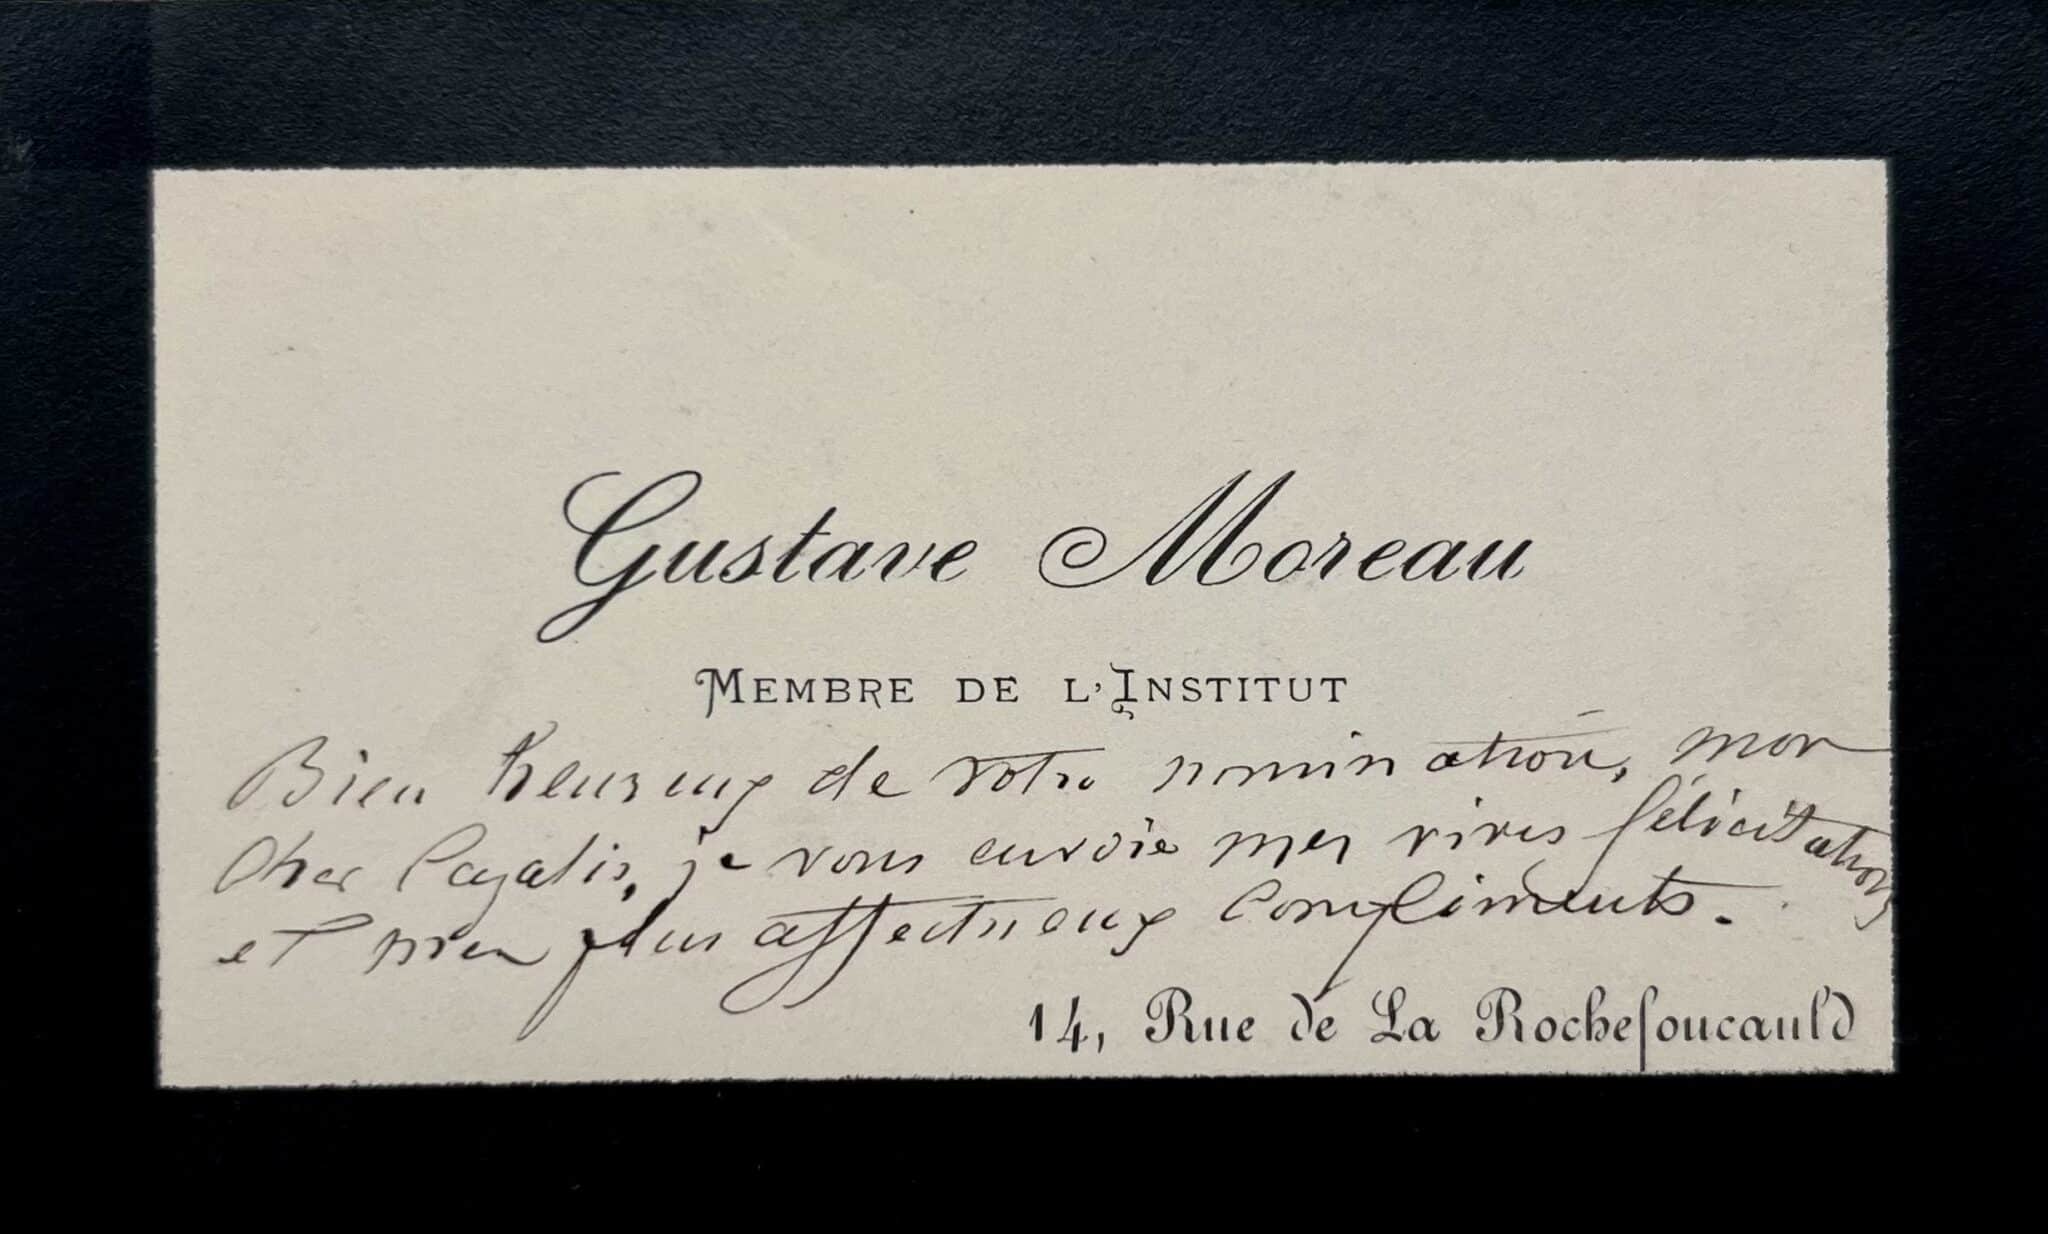 Gustave Moreau
MEMBRE DE L'INSTITUT
Bien heureux de votre nomination, mon
cher Cazalis, je vous envoie mes vives félicitations
et mes plus affectueux compliments.
14, Rue de La Rochefoucauld